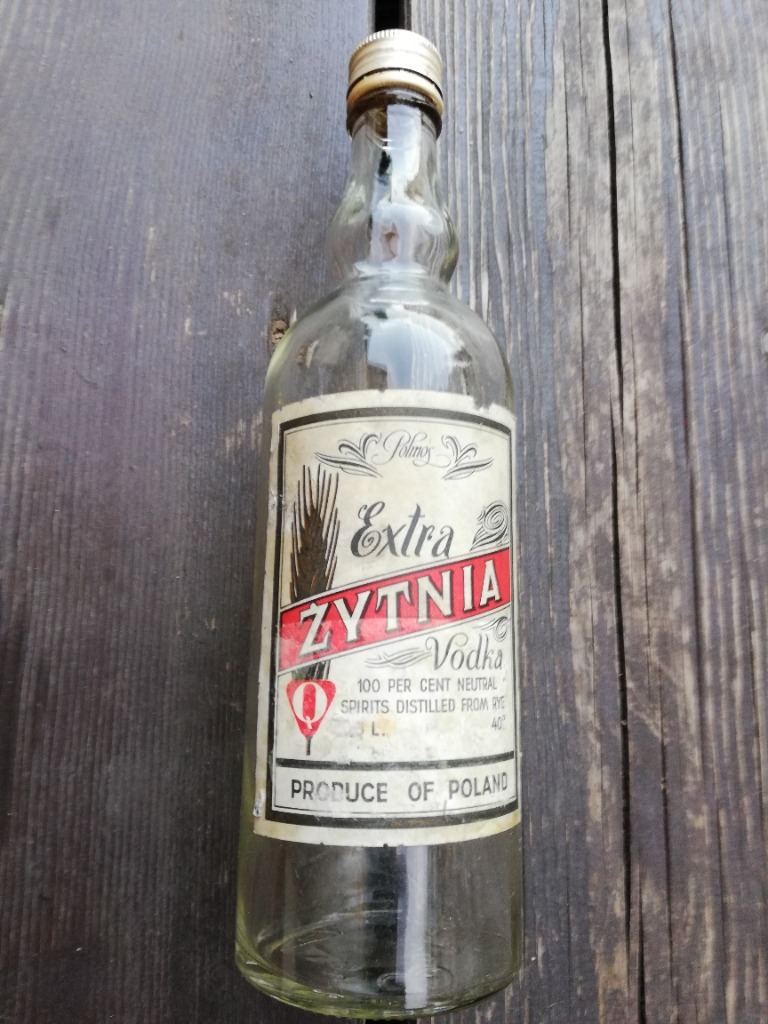 Polmos
Extra
ŻYTNIA
Vodka
100 PER CENT NEUTRAL
SPIRITS DISTILLED FROM RYE
L. 40°
Q
PRODUCE OF POLAND